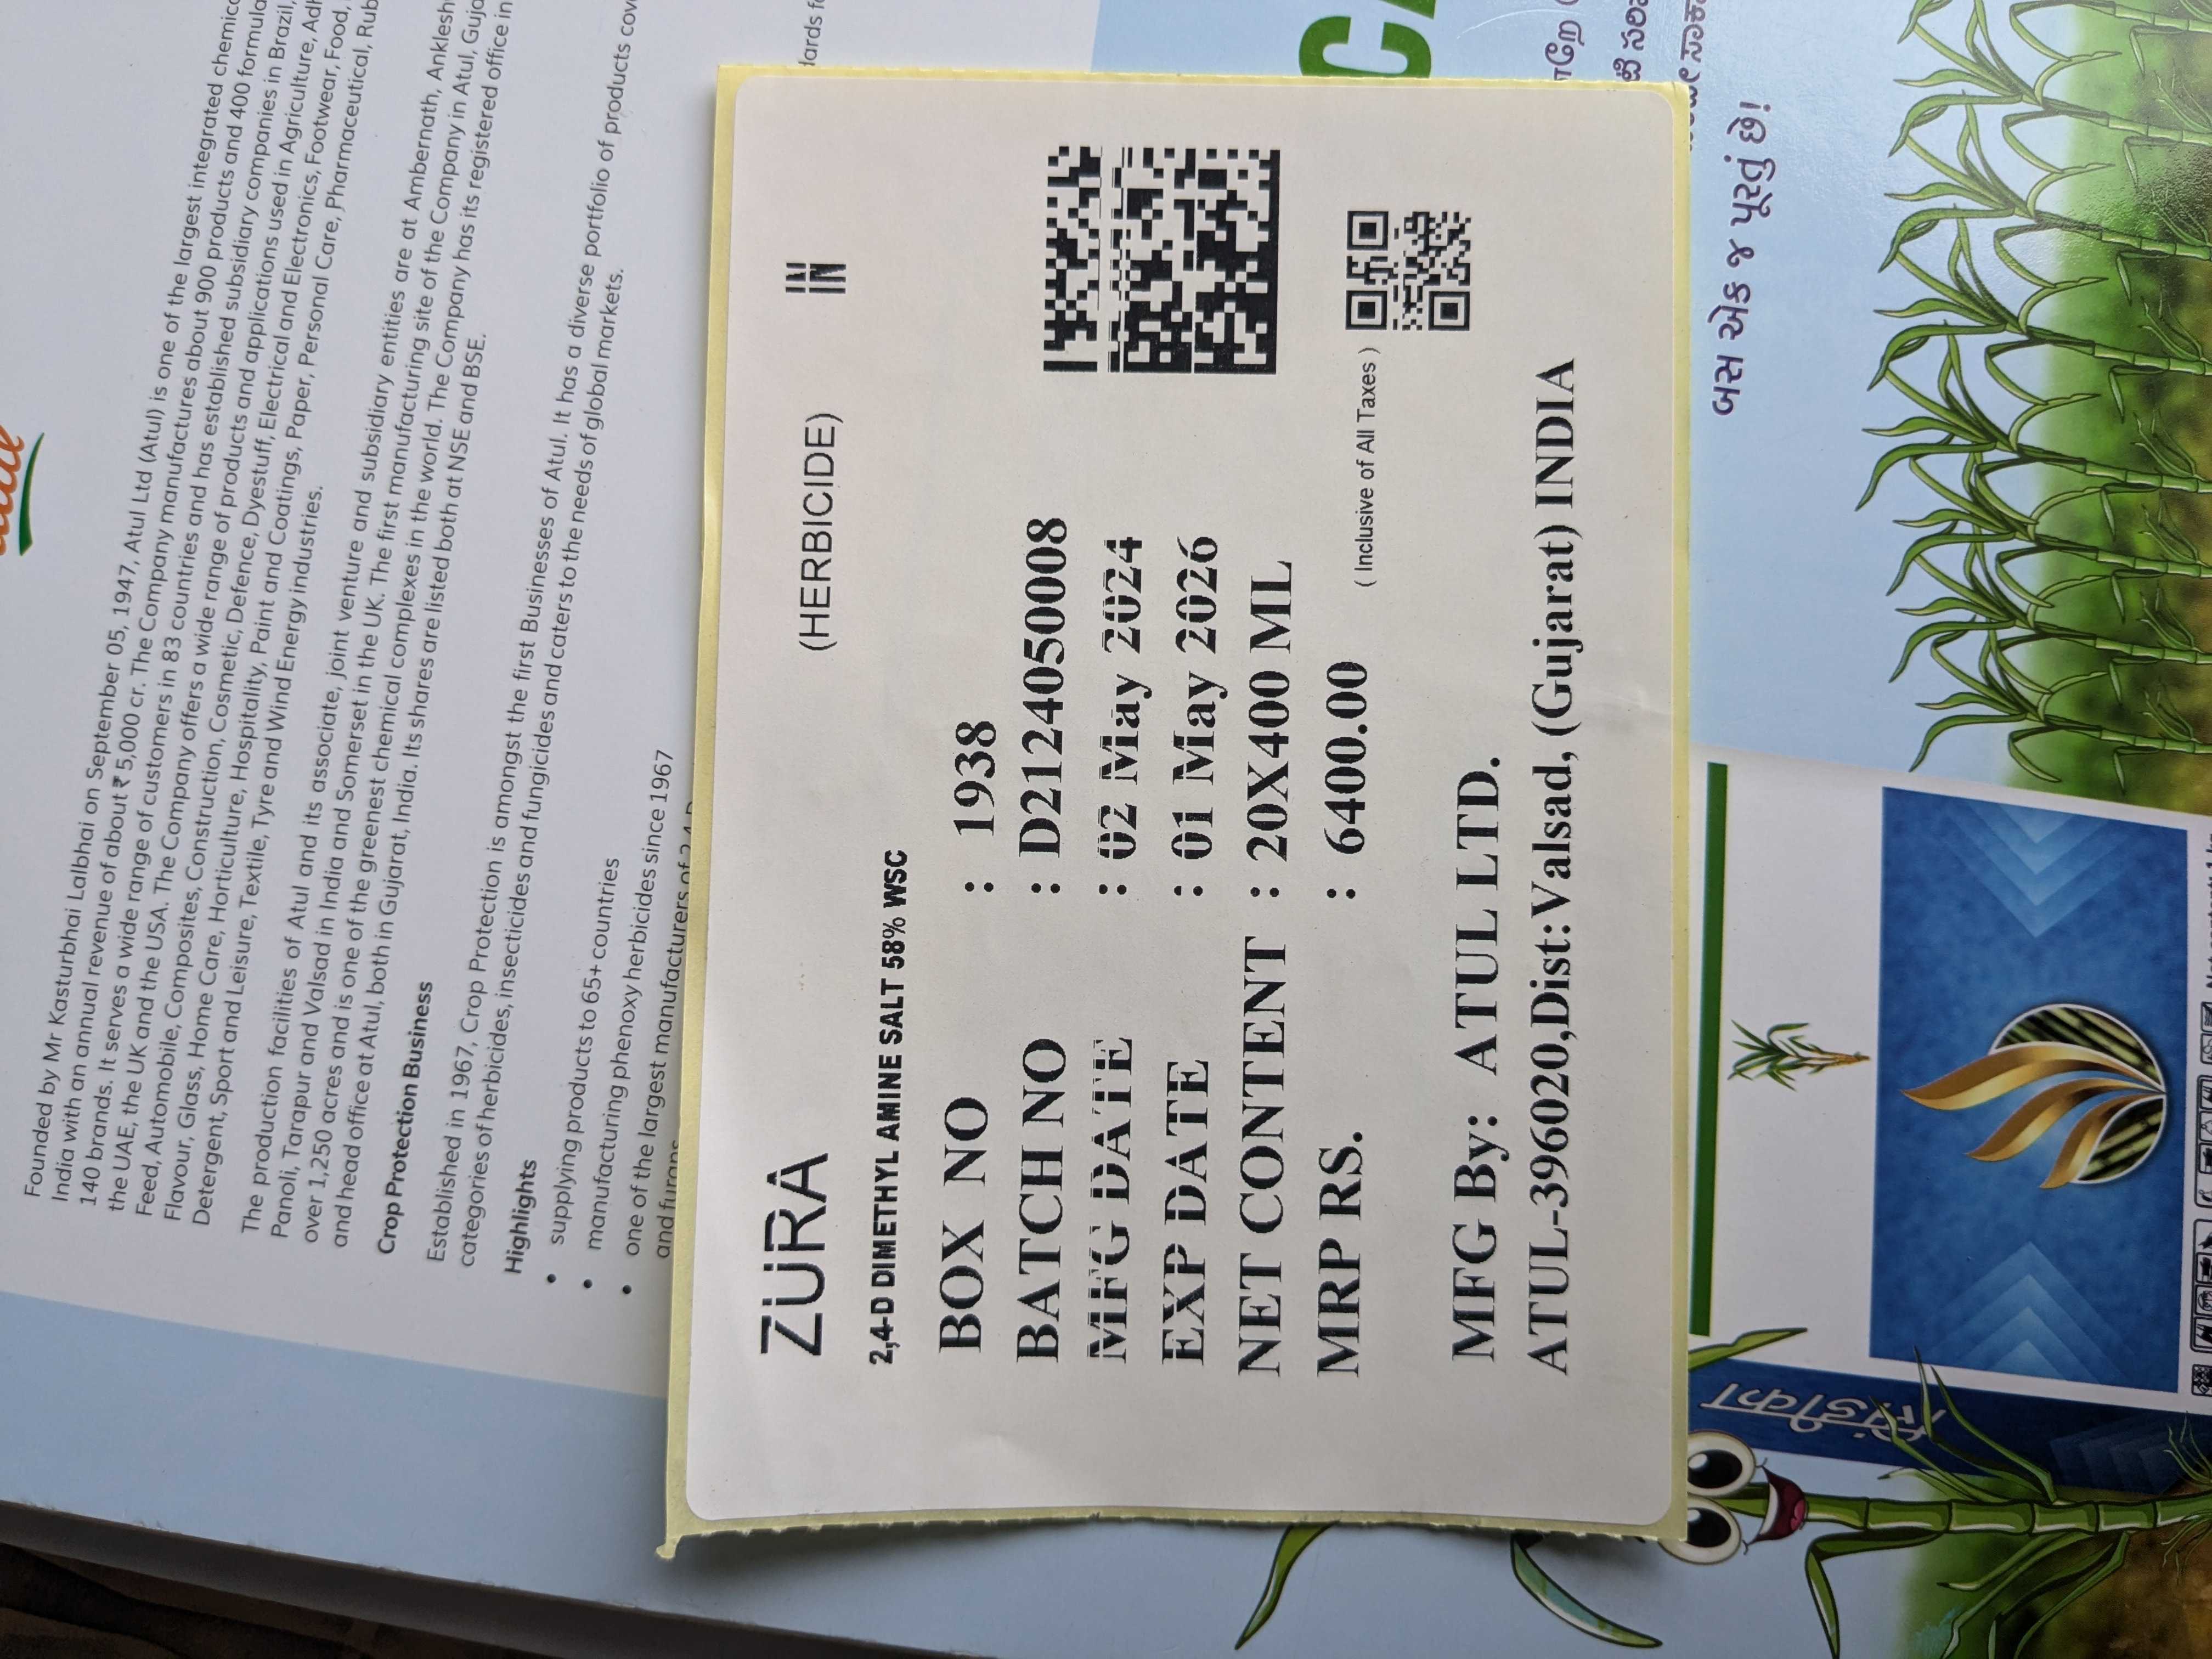 Founded by Mr Kasturbhai Lalbhai on September 05, 1947, Atul Ltd (Atul) is one of the largest integrated
India with an annual revenue of about ₹ 5,000 cr. The Company manufactures about 900 products and 400
140 brands. It serves a wide range of customers in 83 countries and has established subsidiary companies in Brazil,
the UAE, the UK and the USA. The Company offers a wide range of products and applications used in Agriculture,
Feed, Automobile, Composites, Construction, Cosmetic, Defence, Dyestuff, Electrical and Electronics, Footwear, Food,
Flavour, Glass, Home Care, Horticulture, Hospitality, Paint and Coatings, Paper, Personal Care, Pharmaceutical,
Detergent, Sport and Leisure, Textile, Tyre and Wind Energy industries.
The production facilities of Atul and its associate, joint venture and subsidiary entities are at Ambernath,
Panoli, Tarapur and Valsad in India and Somerset in the UK. The first manufacturing site of the Company in Atul,
over 1,250 acres and is one of the greenest chemical complexes in the world. The Company has its registered office in
and head office at Atul, both in Gujarat, India. Its shares are listed both at NSE and BSE.
Crop Protection Business
Established in 1967, Crop Protection is amongst the first Businesses of Atul. It has a diverse portfolio of products
categories of herbicides, insecticides and fungicides and caters to the needs of global markets.
Highlights
• supplying products to 65+ countries
• manufacturing phenoxy herbicides since 1967
• one of the largest manufacturers of
ZURA
(HERBICIDE)
IN
2,4-D DIMETHYL AMINE SALT 58% WSC
BOX NO : 1938
BATCH NO : D2124050008
MFG DATE : 02 May 2024
EXP DATE : 01 May 2026
NET CONTENT : 20X400 ML
MRP RS. : 6400.00
( Inclusive of All Taxes )
MFG By: ATUL LTD.
ATUL-396020,Dist: Valsad, (Gujarat) INDIA
બસ એક જ પૂરતું છે!